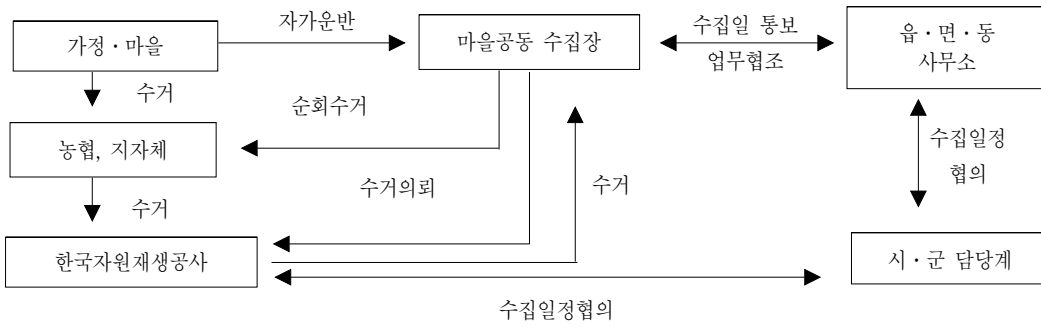 자가운반
가정・마을
마을공동 수집장
수집일 통보
업무협조
읍・면・동
사무소
수거
순회수거
농협, 지자체
수집일정
협의
수거의뢰
수거
수거
한국자원재생공사
시・군 담당계
수집일정협의